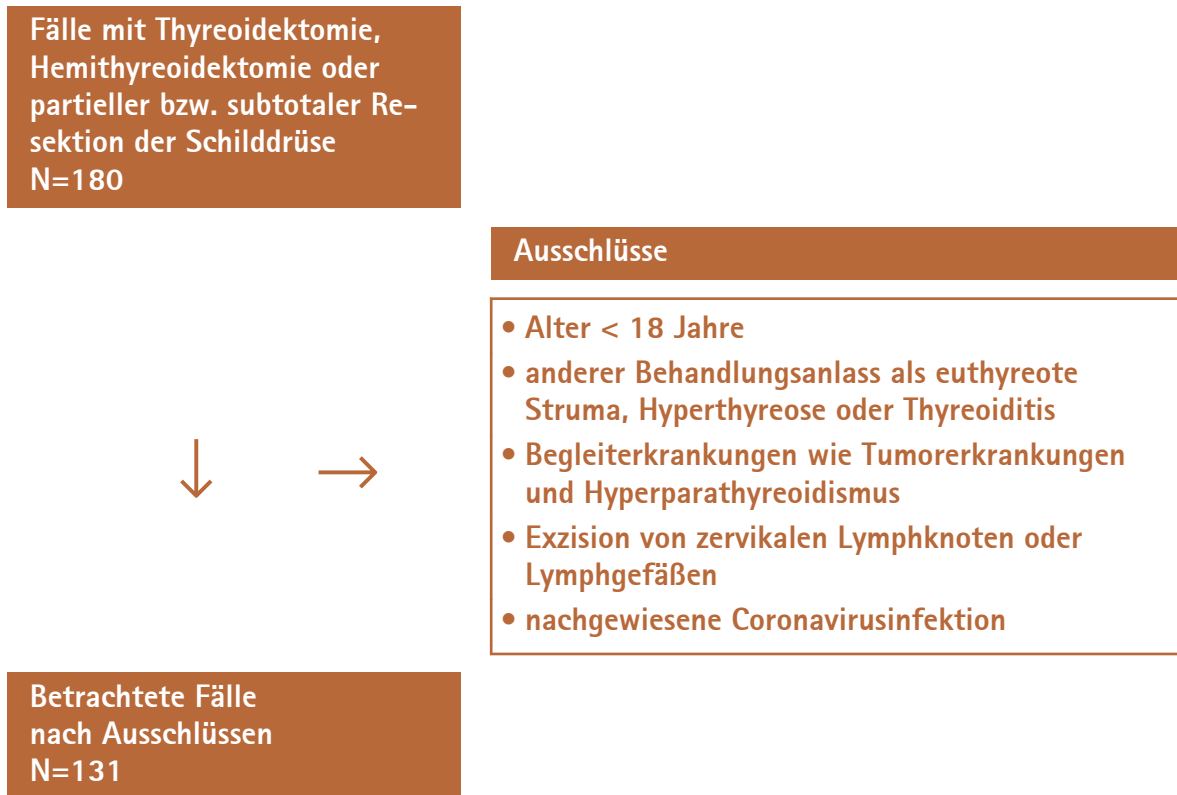 Fälle mit Thyreoidektomie,
Hemithyreoidektomie oder
partieller bzw. subtotaler Re-
sektion der Schilddrüse
N=180
Ausschlüsse
• Alter < 18 Jahre
• anderer Behandlungsanlass als euthyreote
Struma, Hyperthyreose oder Thyreoiditis
• Begleiterkrankungen wie Tumorerkrankungen
und Hyperparathyreoidismus
• Exzision von zervikalen Lymphknoten oder
Lymphgefäßen
• nachgewiesene Coronavirusinfektion
Betrachtete Fälle
nach Ausschlüssen
N=131